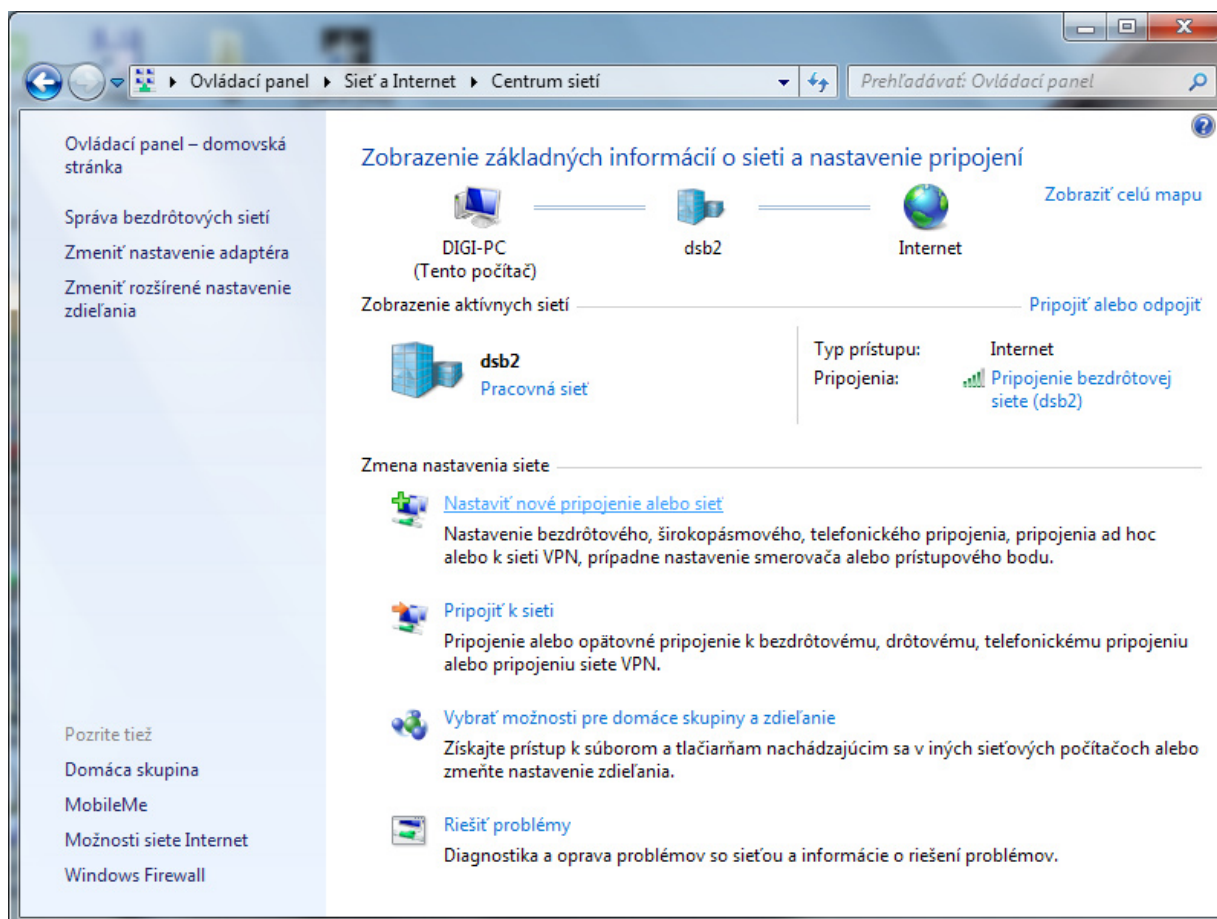 Ovládací panel Sieť a Internet Centrum sietí
Prehľadávať: Ovládací panel
Ovládací panel – domovská
stránka
Správa bezdrôtových sietí
Zmeniť nastavenie adaptéra
Zmeniť rozšírené nastavenie
zdieľania
Pozrite tiež
Domáca skupina
MobileMe
Možnosti siete Internet
Windows Firewall
Zobrazenie základných informácií o sieti a nastavenie pripojení
Zobraziť celú mapu
DIGI-PC
(Tento počítač)
dsb2
Internet
Zobrazenie aktívnych sietí
Pripojiť alebo odpojiť
dsb2
Pracovná sieť
Typ prístupu: Internet
Pripojenia: Pripojenie bezdrôtovej
siete (dsb2)
Zmena nastavenia siete
Nastaviť nové pripojenie alebo sieť
Nastavenie bezdrôtového, širokopásmového, telefonického pripojenia, pripojenia ad hoc
alebo k sieti VPN, prípadne nastavenie smerovača alebo prístupového bodu.
Pripojiť k sieti
Pripojenie alebo opätovné pripojenie k bezdrôtovému, drôtovému, telefonickému pripojeniu
alebo pripojeniu siete VPN.
Vybrať možnosti pre domáce skupiny a zdieľanie
Získajte prístup k súborom a tlačiarňam nachádzajúcim sa v iných sieťových počítačoch alebo
zmeňte nastavenie zdieľania.
Riešiť problémy
Diagnostika a oprava problémov so sieťou a informácie o riešení problémov.